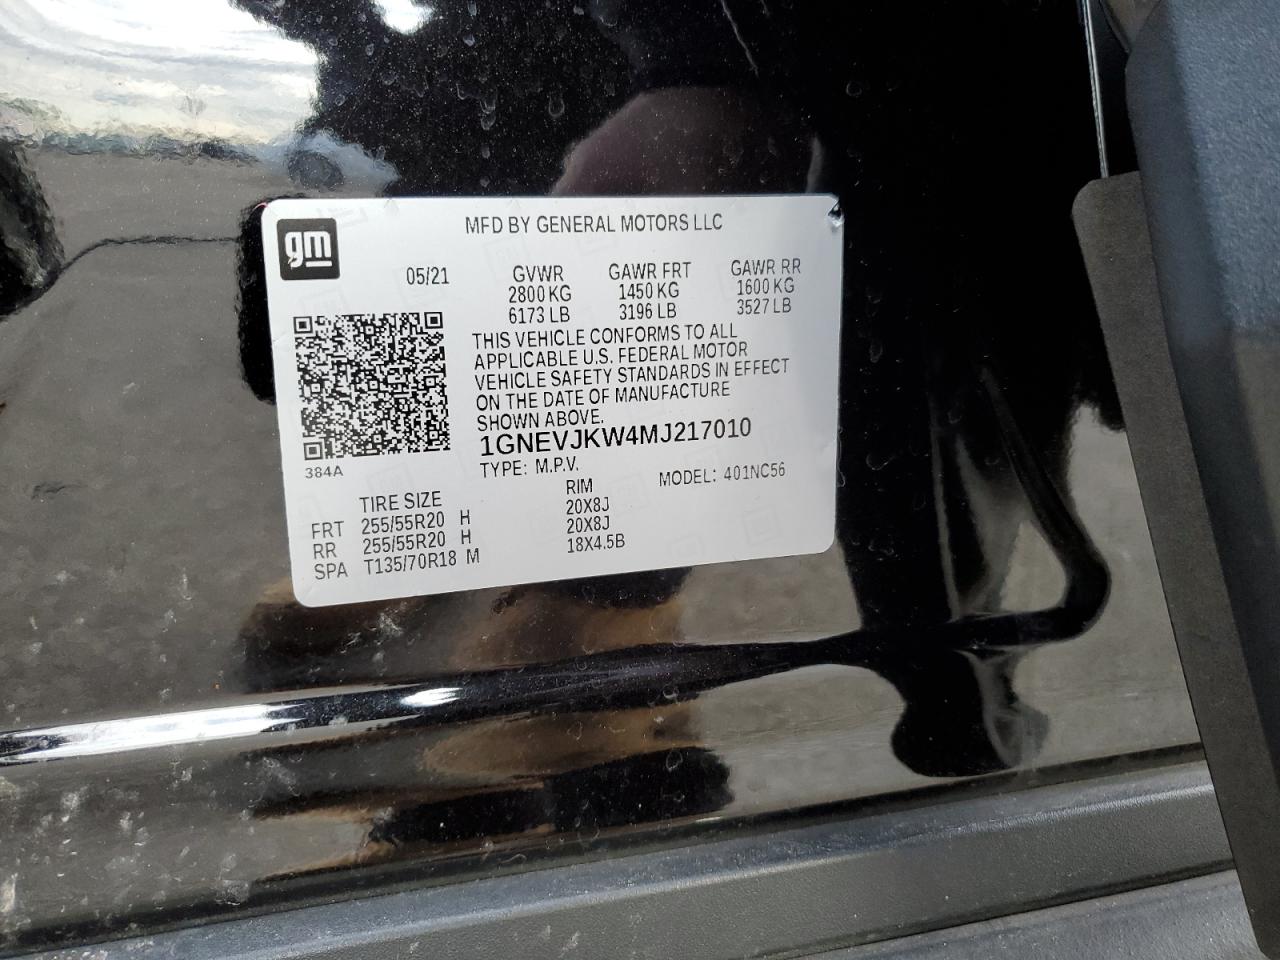 gm
MFD BY GENERAL MOTORS LLC
05/21 GVWR GAWR FRT GAWR RR
2800 KG 1450 KG 1600 KG
6173 LB 3196 LB 3527 LB
THIS VEHICLE CONFORMS TO ALL
APPLICABLE U.S. FEDERAL MOTOR
VEHICLE SAFETY STANDARDS IN EFFECT
ON THE DATE OF MANUFACTURE
SHOWN ABOVE.
1GNEVJKW4MJ217010
384A
TYPE: M.P.V. MODEL: 401NC56
TIRE SIZE RIM
FRT 255/55R20 H 20X8J
RR 255/55R20 H 20X8J
SPA T135/70R18 M 18X4.5B